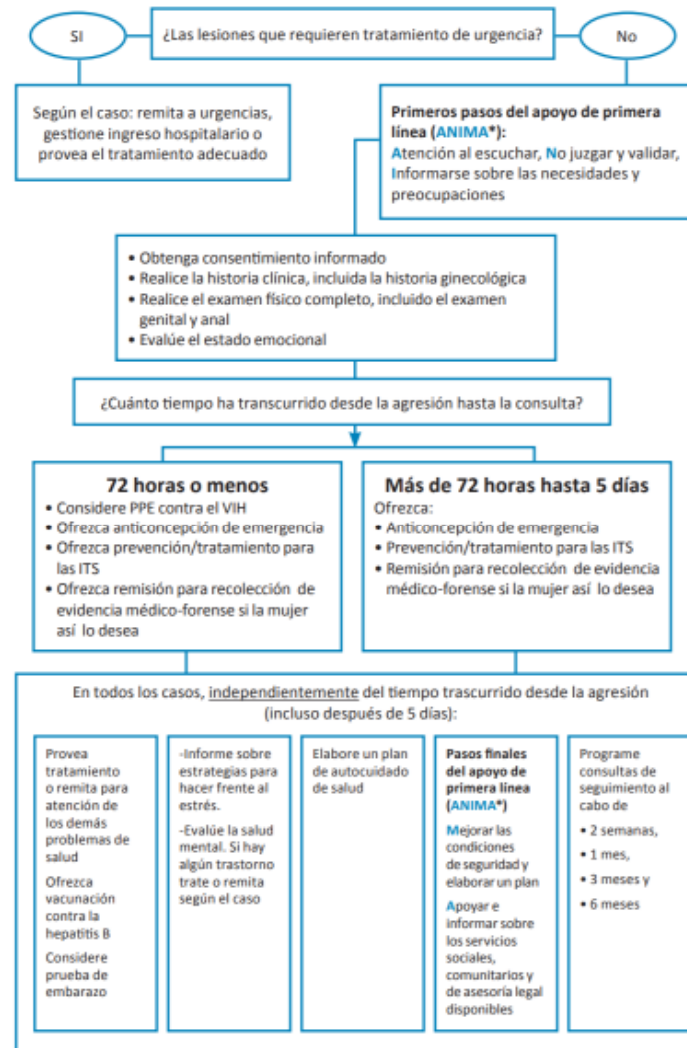 SI
¿Las lesiones que requieren tratamiento de urgencia?
No
Según el caso: remita a urgencias,
gestione ingreso hospitalario o
provea el tratamiento adecuado
Primeros pasos del apoyo de primera
línea (ANIMA*):
Atención al escuchar, No juzgar y validar,
Informarse sobre las necesidades y
preocupaciones
• Obtenga consentimiento informado
• Realice la historia clínica, incluida la historia ginecológica
• Realice el examen físico completo, incluido el examen
genital y anal
• Evalúe el estado emocional
¿Cuánto tiempo ha transcurrido desde la agresión hasta la consulta?
72 horas o menos
• Considere PPE contra el VIH
• Ofrezca anticoncepción de emergencia
• Ofrezca prevención/tratamiento para
las ITS
• Ofrezca remisión para recolección de
evidencia médico-forense si la mujer
así lo desea
Más de 72 horas hasta 5 días
Ofrezca:
• Anticoncepción de emergencia
• Prevención/tratamiento para las ITS
• Remisión para recolección de evidencia
médico-forense si la mujer así lo desea
En todos los casos, independientemente del tiempo trascurrido desde la agresión
(incluso después de 5 días):
Provea
tratamiento
o remita para
atención de
los demás
problemas de
salud
Ofrezca
vacunación
contra la
hepatitis B
Considere
prueba de
embarazo
-Informe sobre
estrategias para
hacer frente al
estrés.
-Evalúe la salud
mental. Si hay
algún trastorno
trate o remita
según el caso
Elabore un plan
de autocuidado
de salud
Pasos finales
del apoyo de
primera línea
(ANIMA*)
Mejorar las
condiciones
de seguridad y
elaborar un plan
Apoyar e
informar sobre
los servicios
sociales,
comunitarios y
de asesoría legal
disponibles
Programe
consultas de
seguimiento al
cabo de
• 2 semanas,
• 1 mes,
• 3 meses y
• 6 meses